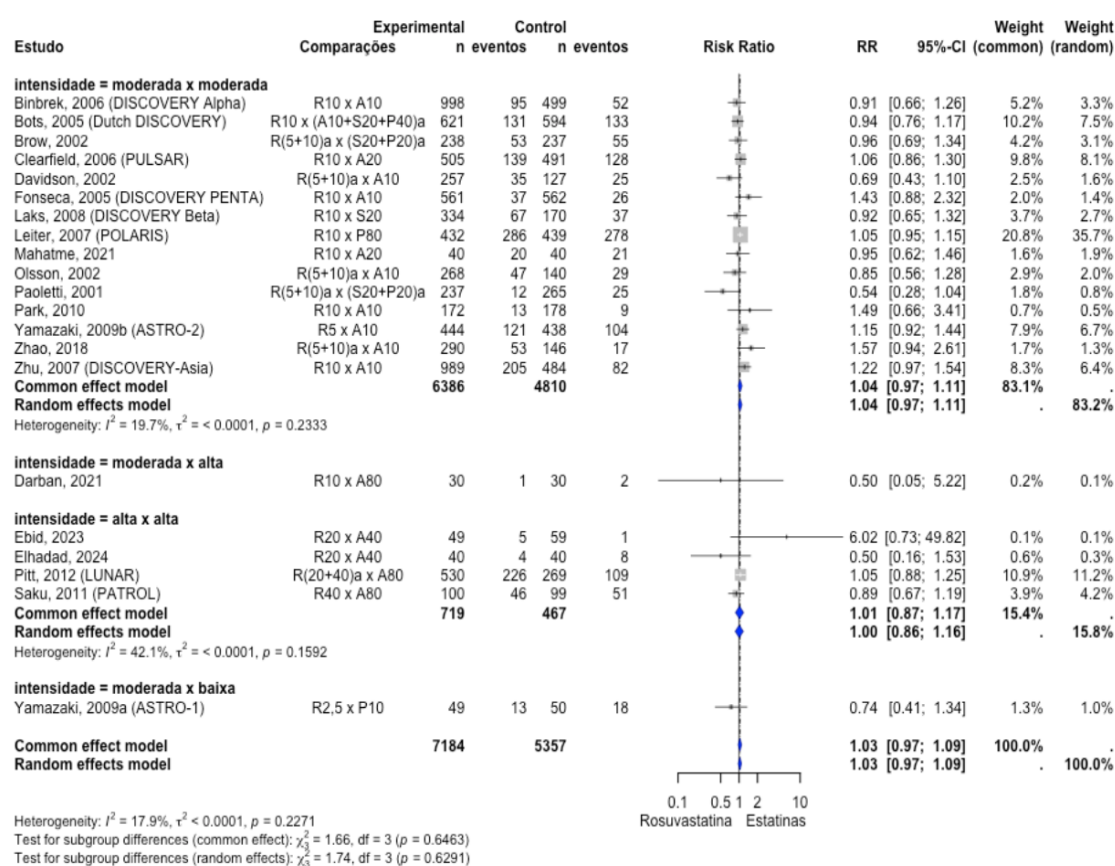 Experimental Control Weight Weight
Estudo Comparações n eventos n eventos Risk Ratio RR 95%-CI (common) (random)
intensidade = moderada x moderada
Binbrek, 2006 (DISCOVERY Alpha) R10 x A10 998 95 499 52 0.91 [0.66; 1.26] 5.2% 3.3%
Bots, 2005 (Dutch DISCOVERY) R10 x (A10+S20+P40)a 621 131 594 133 0.94 [0.76; 1.17] 10.2% 7.5%
Brow, 2002 R(5+10)a x (S20+P20)a 238 53 237 55 0.96 [0.69; 1.34] 4.2% 3.1%
Clearfield, 2006 (PULSAR) R10 x A20 505 139 491 128 1.06 [0.86; 1.30] 9.8% 8.1%
Davidson, 2002 R(5+10)a x A10 257 35 127 25 0.69 [0.43; 1.10] 2.5% 1.6%
Fonseca, 2005 (DISCOVERY PENTA) R10 x A10 561 37 562 26 1.43 [0.88; 2.32] 2.0% 1.4%
Laks, 2008 (DISCOVERY Beta) R10 x S20 334 67 170 37 0.92 [0.65; 1.32] 3.7% 2.7%
Leiter, 2007 (POLARIS) R10 x P80 432 286 439 278 1.05 [0.95; 1.15] 20.8% 35.7%
Mahatme, 2021 R10 x A20 40 20 40 21 0.95 [0.62; 1.46] 1.6% 1.9%
Olsson, 2002 R(5+10)a x A10 268 47 140 29 0.85 [0.56; 1.28] 2.9% 2.0%
Paoletti, 2001 R(5+10)a x (S20+P20)a 237 12 265 25 0.54 [0.28; 1.04] 1.8% 0.8%
Park, 2010 R10 x A10 172 13 178 9 1.49 [0.66; 3.41] 0.7% 0.5%
Yamazaki, 2009b (ASTRO-2) R5 x A10 444 121 438 104 1.15 [0.92; 1.44] 7.9% 6.7%
Zhao, 2018 R(5+10)a x A10 290 53 146 17 1.57 [0.94; 2.61] 1.7% 1.3%
Zhu, 2007 (DISCOVERY-Asia) R10 x A10 989 205 484 82 1.22 [0.97; 1.54] 8.3% 6.4%
Common effect model 6386 4810 1.04 [0.97; 1.11] 83.1% .
Random effects model 1.04 [0.97; 1.11] . 83.2%
Heterogeneity: I² = 19.7%, τ² = < 0.0001, p = 0.2333
intensidade = moderada x alta
Darban, 2021 R10 x A80 30 1 30 2 0.50 [0.05; 5.22] 0.2% 0.1%
intensidade = alta x alta
Ebid, 2023 R20 x A40 49 5 59 1 6.02 [0.73; 49.82] 0.1% 0.1%
Elhadad, 2024 R20 x A40 40 4 40 8 0.50 [0.16; 1.53] 0.6% 0.3%
Pitt, 2012 (LUNAR) R(20+40)a x A80 530 226 269 109 1.05 [0.88; 1.25] 10.9% 11.2%
Saku, 2011 (PATROL) R40 x A80 100 46 99 51 0.89 [0.67; 1.19] 3.9% 4.2%
Common effect model 719 467 1.01 [0.87; 1.17] 15.4% .
Random effects model 1.00 [0.86; 1.16] . 15.8%
Heterogeneity: I² = 42.1%, τ² = < 0.0001, p = 0.1592
intensidade = moderada x baixa
Yamazaki, 2009a (ASTRO-1) R2,5 x P10 49 13 50 18 0.74 [0.41; 1.34] 1.3% 1.0%
Common effect model 7184 5357 1.03 [0.97; 1.09] 100.0% .
Random effects model 1.03 [0.97; 1.09] . 100.0%
0.1 0.5 1 2 10
Rosuvastatina Estatinas
Heterogeneity: I² = 17.9%, τ² < 0.0001, p = 0.2271
Test for subgroup differences (common effect): χ²₃ = 1.66, df = 3 (p = 0.6463)
Test for subgroup differences (random effects): χ²₃ = 1.74, df = 3 (p = 0.6291)